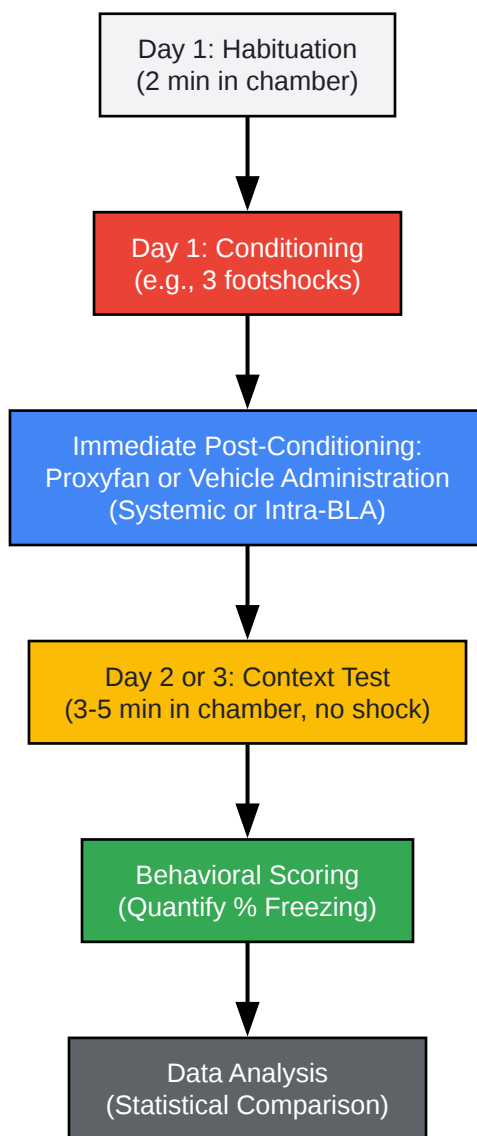 Day 1: Habituation
(2 min in chamber)
Day 1: Conditioning
(e.g., 3 footshocks)
Immediate Post-Conditioning:
Proxyfan or Vehicle Administration
(Systemic or Intra-BLA)
Day 2 or 3: Context Test
(3-5 min in chamber, no shock)
Behavioral Scoring
(Quantify % Freezing)
Data Analysis
(Statistical Comparison)